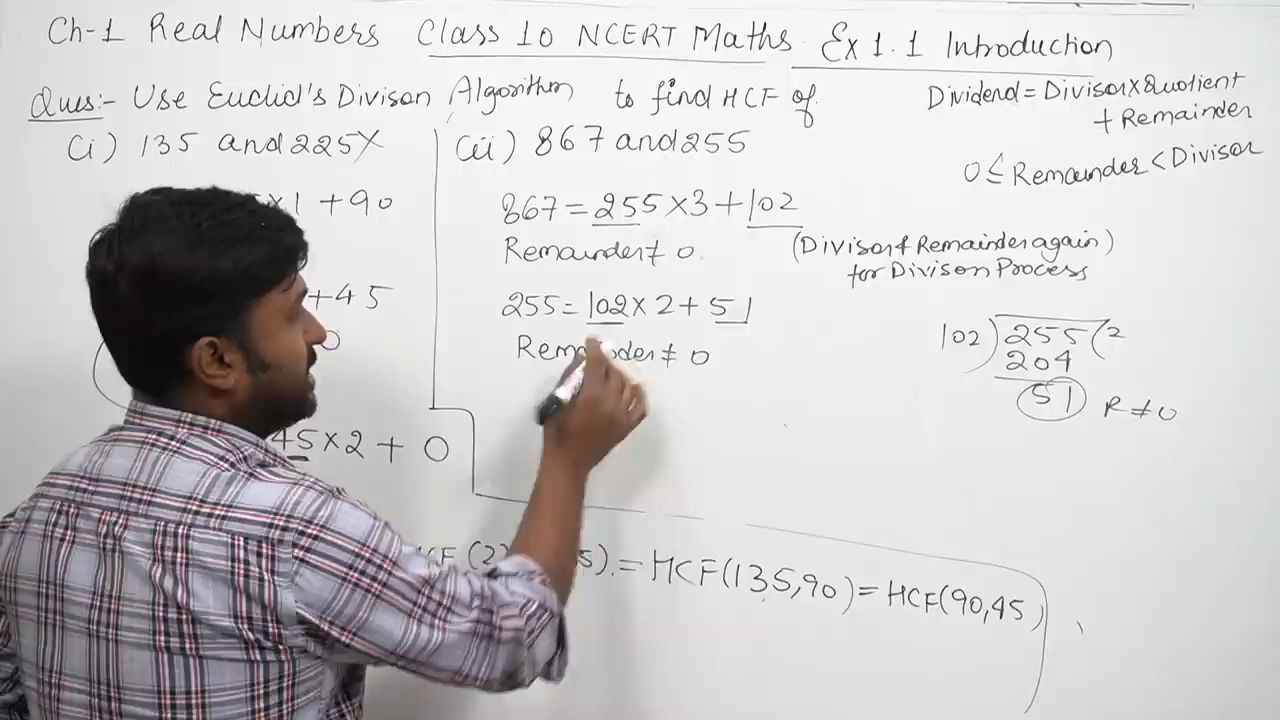 Ch-1 Real Numbers Class 10 NCERT Maths Ex 1.1 Introduction
Ques:- Use Euclid's Divison Algorithm to find HCF of
Dividend = Divisor × Quotient
+ Remainder
0 ≤ Remainder < Divisor
(i) 135 and 225
×1 + 90
+45
0
45 × 2 + 0
(iii) 867 and 255
867 = 255 × 3 + 102
Remainder ≠ 0
(Divisor & Remainder again)
for Divison Process
255 = 102 × 2 + 51
Remainder ≠ 0
102) 255 (2
204
51 R ≠ 0
= HCF(135,90) = HCF(90,45)